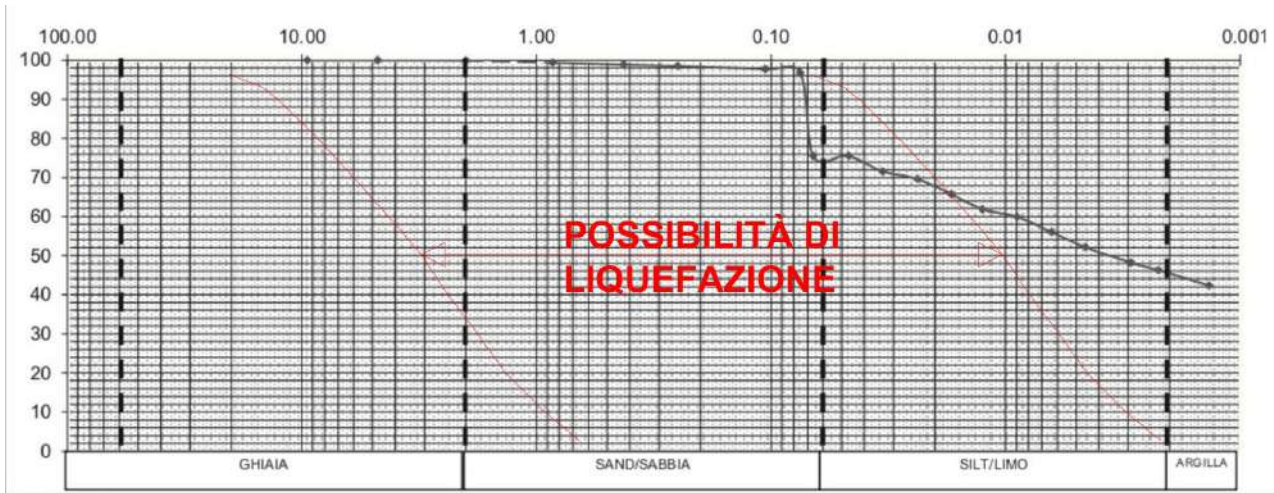 100.00 10.00 1.00 0.10 0.01 0.001
100
90
80
70
60
50
40
30
20
10
0
POSSIBILITÀ DI
LIQUEFAZIONE
GHIAIA SAND/SABBIA SILT/LIMO ARGILLA